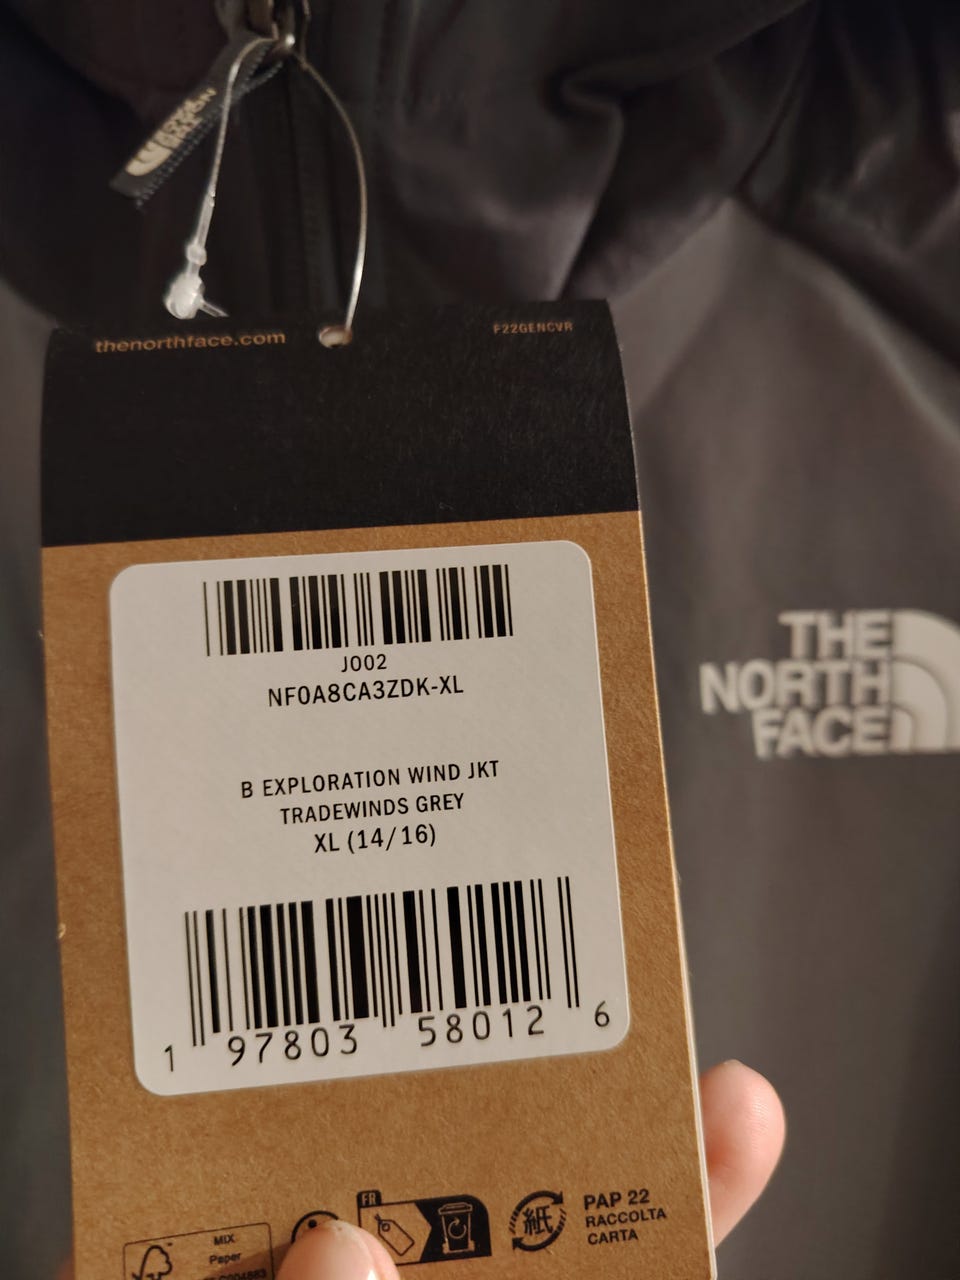 thenorthface.com
F22GENCVR
J002
NF0A8CA3ZDK-XL
B EXPLORATION WIND JKT
TRADEWINDS GREY
XL (14/16)
1 97803 58012 6
THE
NORTH
FACE
FR
MIX
Paper
紙
PAP 22
RACCOLTA
CARTA